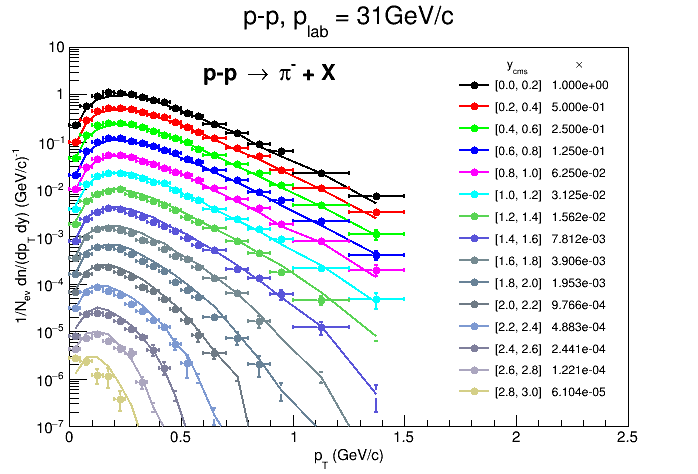 p-p, p_lab = 31GeV/c
p-p → π⁻ + X
y_cms ×
[0.0, 0.2] 1.000e+00
[0.2, 0.4] 5.000e-01
[0.4, 0.6] 2.500e-01
[0.6, 0.8] 1.250e-01
[0.8, 1.0] 6.250e-02
[1.0, 1.2] 3.125e-02
[1.2, 1.4] 1.562e-02
[1.4, 1.6] 7.812e-03
[1.6, 1.8] 3.906e-03
[1.8, 2.0] 1.953e-03
[2.0, 2.2] 9.766e-04
[2.2, 2.4] 4.883e-04
[2.4, 2.6] 2.441e-04
[2.6, 2.8] 1.221e-04
[2.8, 3.0] 6.104e-05
1/N_ev dn/(dp_T dy) (GeV/c)⁻¹
10
1
10⁻¹
10⁻²
10⁻³
10⁻⁴
10⁻⁵
10⁻⁶
10⁻⁷
0 0.5 1 1.5 2 2.5
p_T (GeV/c)